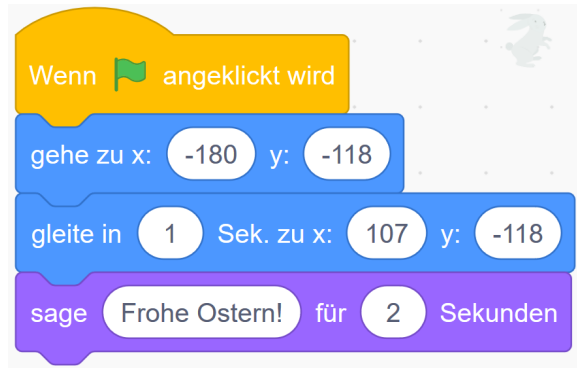 Wenn angeklickt wird
gehe zu x: -180 y: -118
gleite in 1 Sek. zu x: 107 y: -118
sage Frohe Ostern! für 2 Sekunden